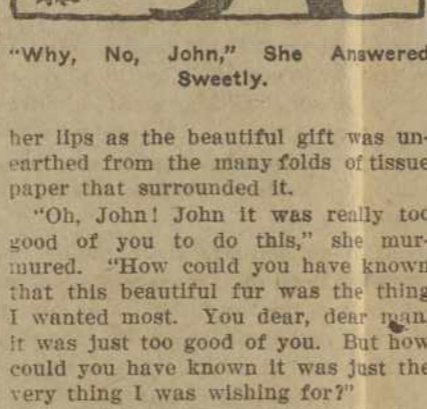 "Why, No, John," She Answered
Sweetly.
her lips as the beautiful gift was un-
earthed from the many folds of tissue
paper that surrounded it.
"Oh, John! John it was really too
good of you to do this," she mur-
mured. "How could you have known
that this beautiful fur was the thing
I wanted most. You dear, dear man,
it was just too good of you. But how
could you have known it was just the
very thing I was wishing for?"